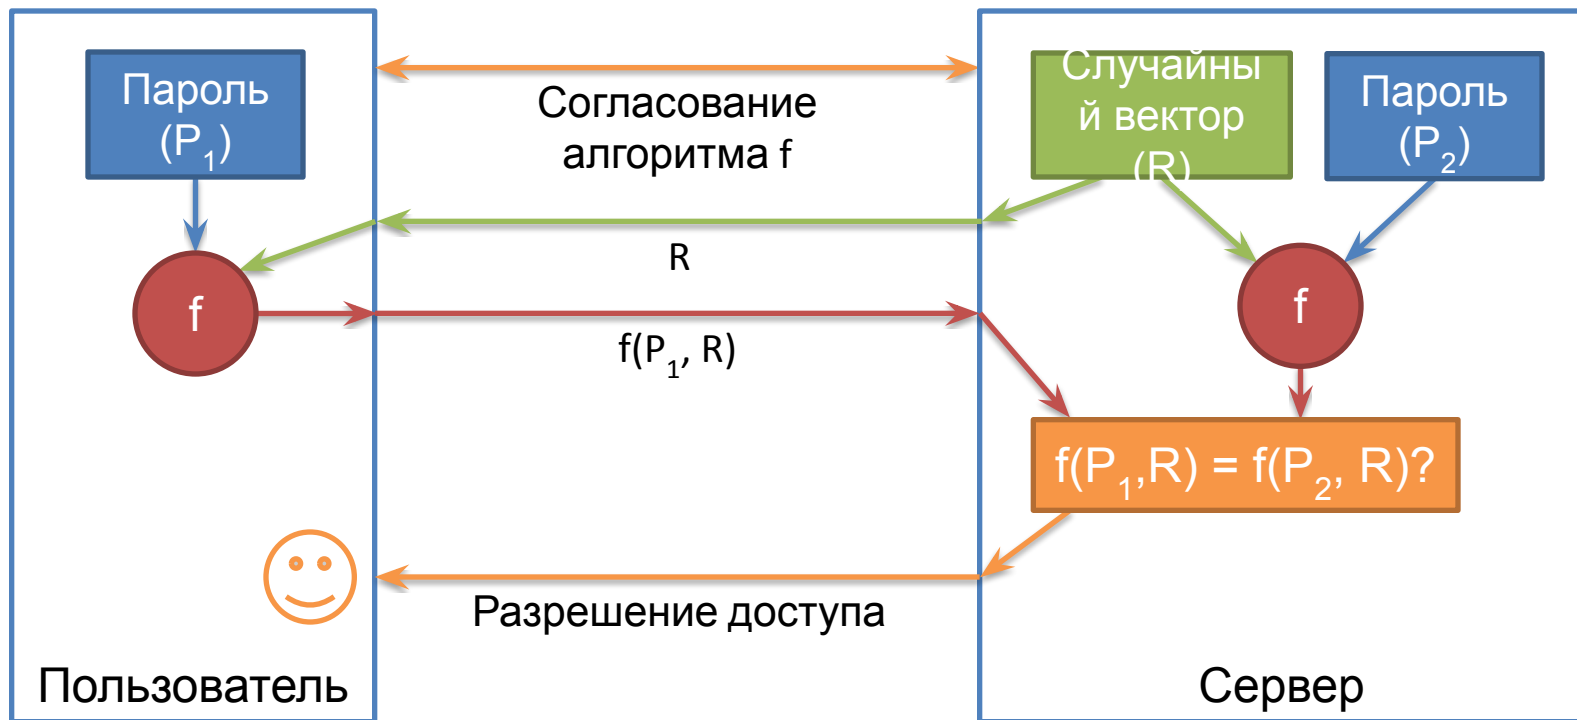 Пароль
(P₁)
Согласование
алгоритма f
Случайны
й вектор
(R)
Пароль
(P₂)
R
f
f
f(P₁, R)
f(P₁,R) = f(P₂, R)?
Разрешение доступа
Пользователь
Сервер